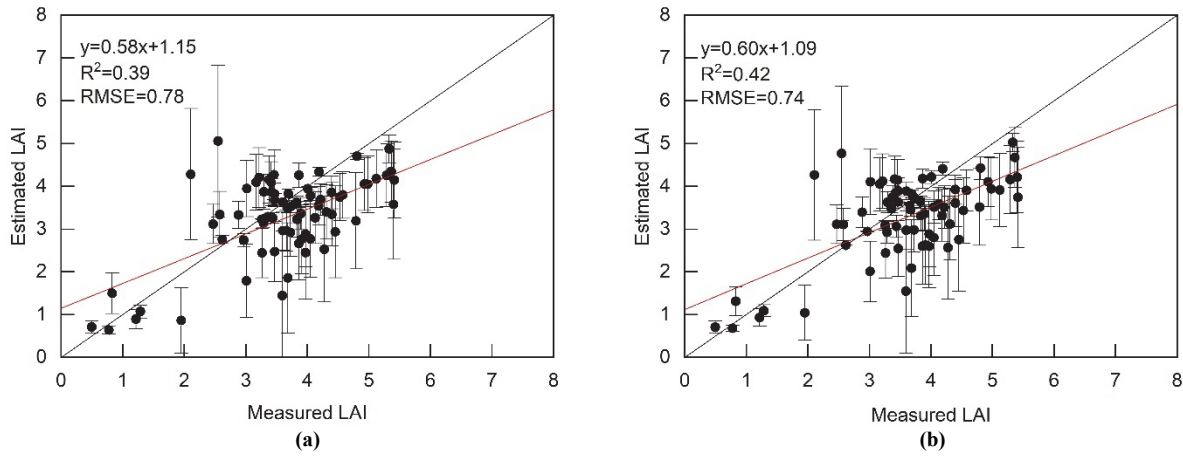 8
7
6
5
4
3
2
1
0
Estimated LAI
y=0.58x+1.15
R²=0.39
RMSE=0.78
0 1 2 3 4 5 6 7 8
Measured LAI
(a)
8
7
6
5
4
3
2
1
0
Estimated LAI
y=0.60x+1.09
R²=0.42
RMSE=0.74
0 1 2 3 4 5 6 7 8
Measured LAI
(b)